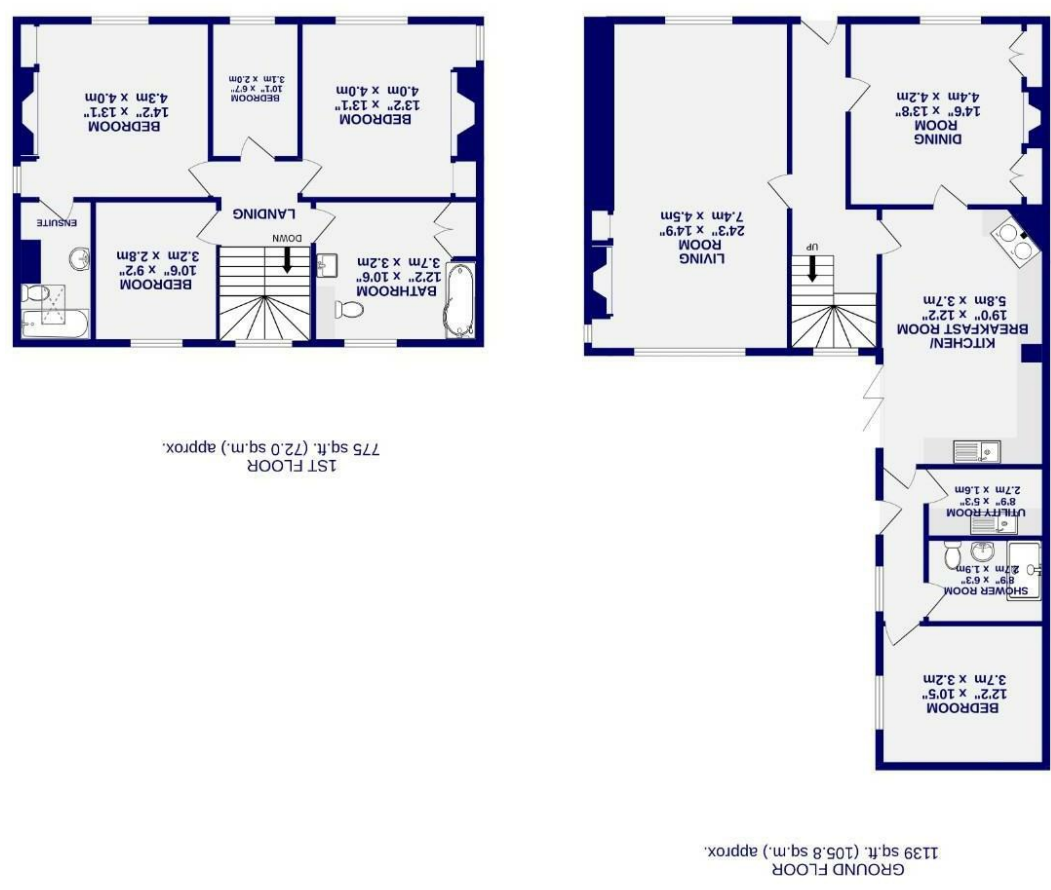 GROUND FLOOR
1139 sq.ft. (105.8 sq.m.) approx.
BEDROOM
12'2" x 10'5"
3.7m x 3.2m
SHOWER ROOM
8'9" x 6'3"
2.7m x 1.9m
UTILITY ROOM
8'9" x 5'3"
2.7m x 1.6m
KITCHEN/
BREAKFAST ROOM
19'0" x 12'2"
5.8m x 3.7m
UP
LIVING
ROOM
24'3" x 14'9"
7.4m x 4.5m
DINING
ROOM
14'6" x 13'8"
4.4m x 4.2m
1ST FLOOR
775 sq.ft. (72.0 sq.m.) approx.
BATHROOM
12'2" x 10'6"
3.7m x 3.2m
DOWN
LANDING
BEDROOM
10'6" x 9'2"
3.2m x 2.8m
ENSUITE
BEDROOM
13'2" x 13'1"
4.0m x 4.0m
BEDROOM
10'1" x 6'7"
3.1m x 2.0m
BEDROOM
14'2" x 13'1"
4.3m x 4.0m